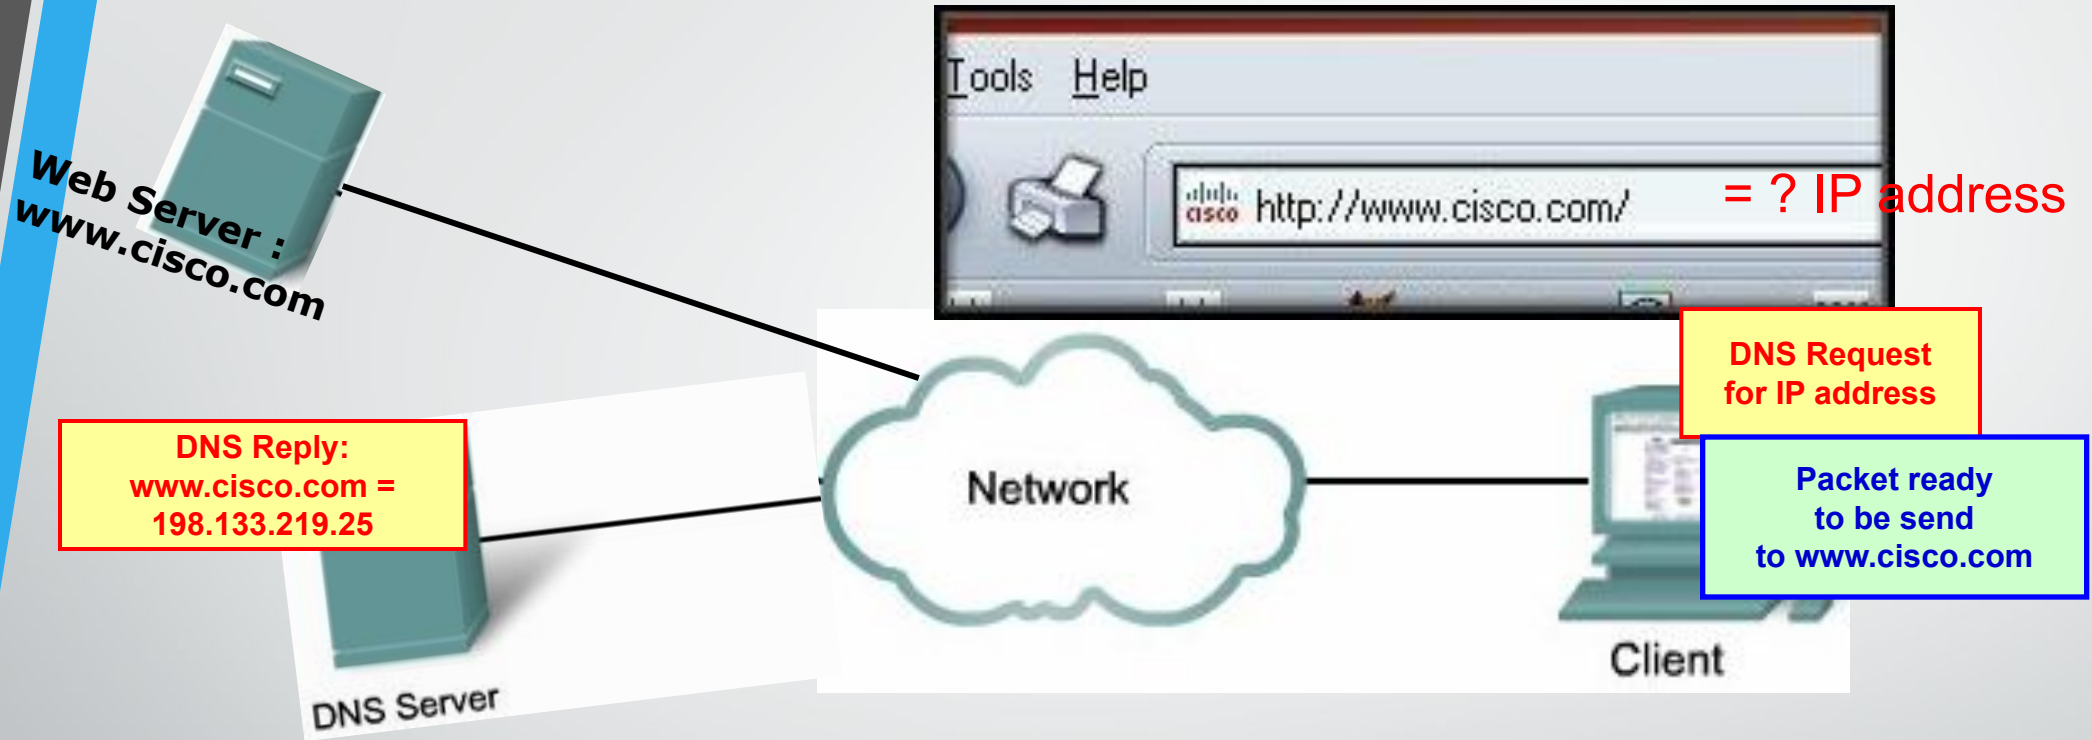 Tools Help
CISCO http://www.cisco.com/ = ? IP address
Web Server :
www.cisco.com
DNS Request
for IP address
DNS Reply:
www.cisco.com =
198.133.219.25
Network
Packet ready
to be send
to www.cisco.com
Client
DNS Server